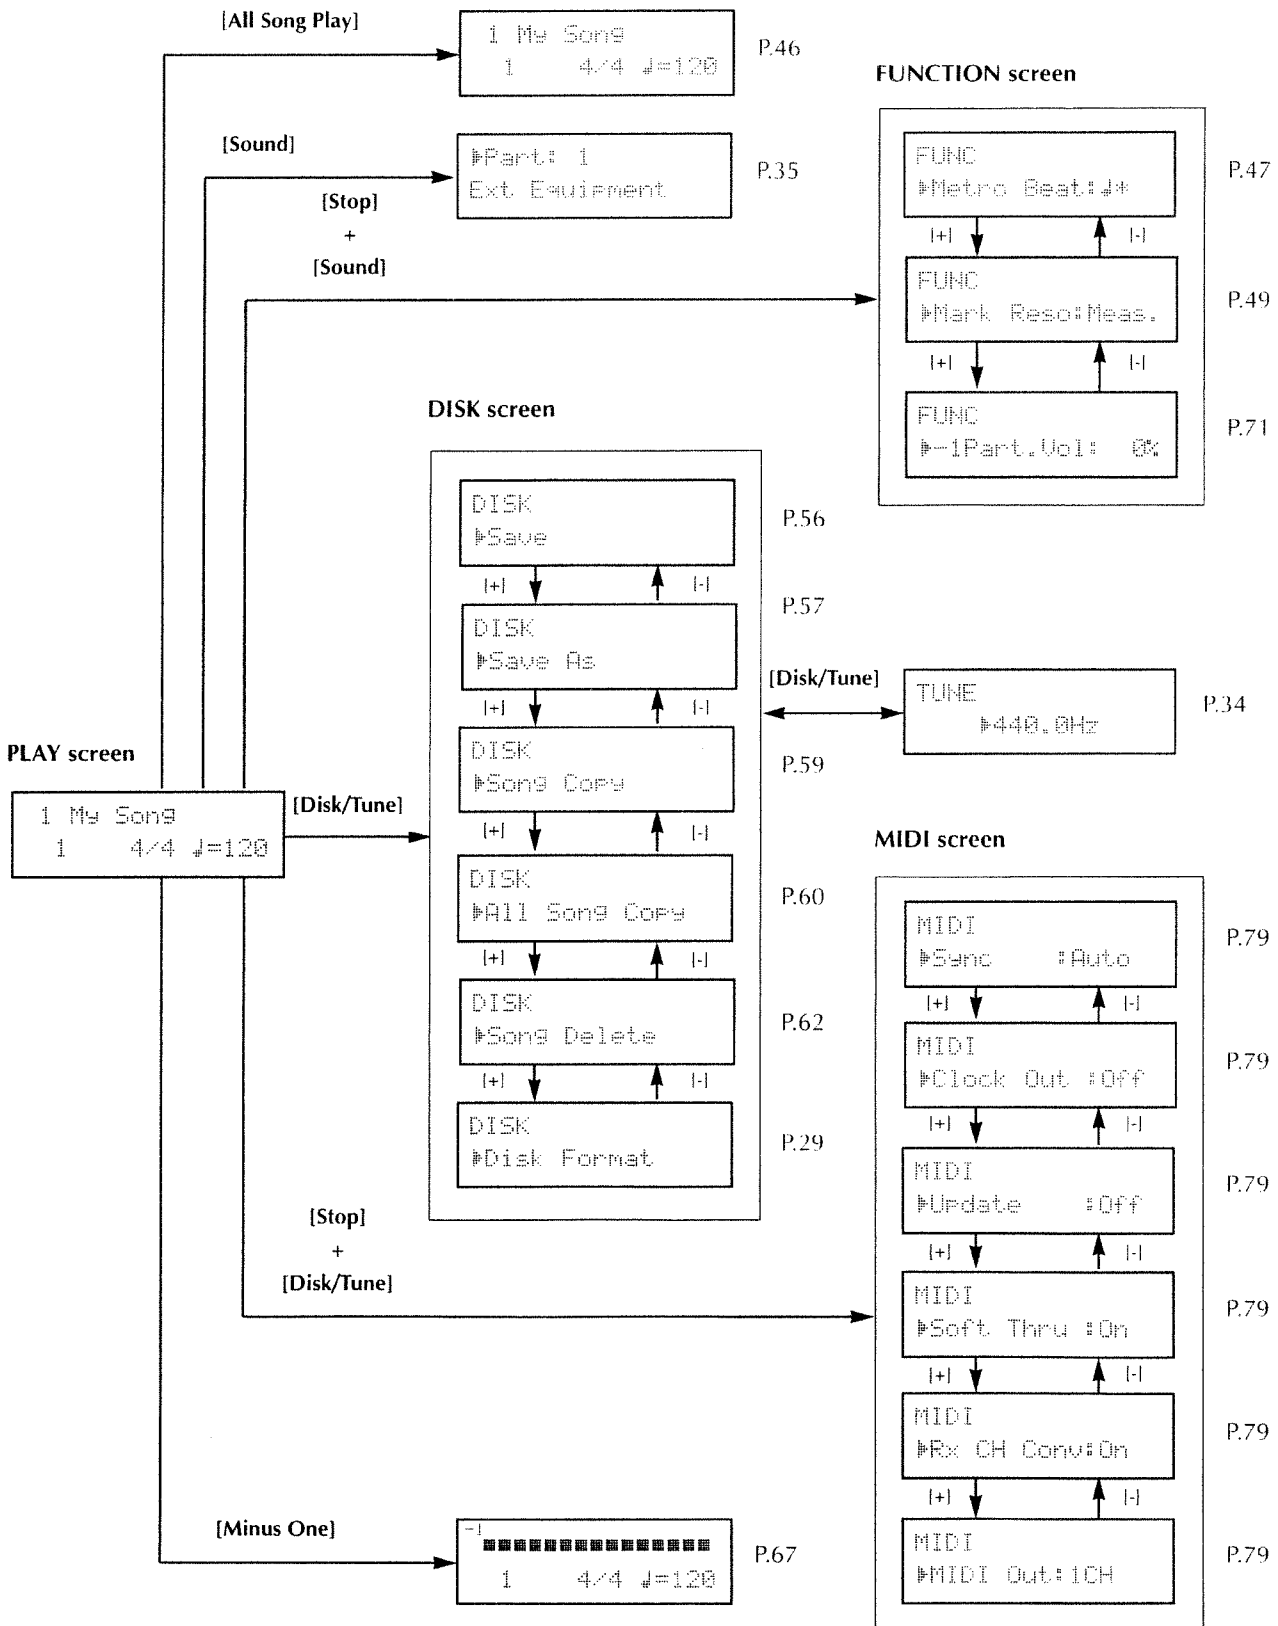 [All Song Play]
1 My Song
1 4/4 ♩=120
P.46
[Sound]
▶Part: 1
Ext Equipment
P.35
[Stop]
+
[Sound]
FUNCTION screen
FUNC
▶Metro Beat:♩*
P.47
[+] [-]
FUNC
▶Mark Reso:Meas.
P.49
[+] [-]
FUNC
▶-1Part.Vol: 0%
P.71
DISK screen
DISK
▶Save
P.56
[+] [-]
DISK
▶Save As
P.57
[+] [-]
DISK
▶Song Copy
P.59
[+] [-]
DISK
▶All Song Copy
P.60
[+] [-]
DISK
▶Song Delete
P.62
[+] [-]
DISK
▶Disk Format
P.29
[Disk/Tune]
TUNE
▶440.0Hz
P.34
PLAY screen
1 My Song
1 4/4 ♩=120
[Disk/Tune]
MIDI screen
MIDI
▶Sync :Auto
P.79
[+] [-]
MIDI
▶Clock Out :Off
P.79
[+] [-]
MIDI
▶Update :Off
P.79
[+] [-]
MIDI
▶Soft Thru :On
P.79
[+] [-]
MIDI
▶Rx CH Conv:On
P.79
[+] [-]
MIDI
▶MIDI Out:1CH
P.79
[Stop]
+
[Disk/Tune]
[Minus One]
-1
1 4/4 ♩=120
P.67